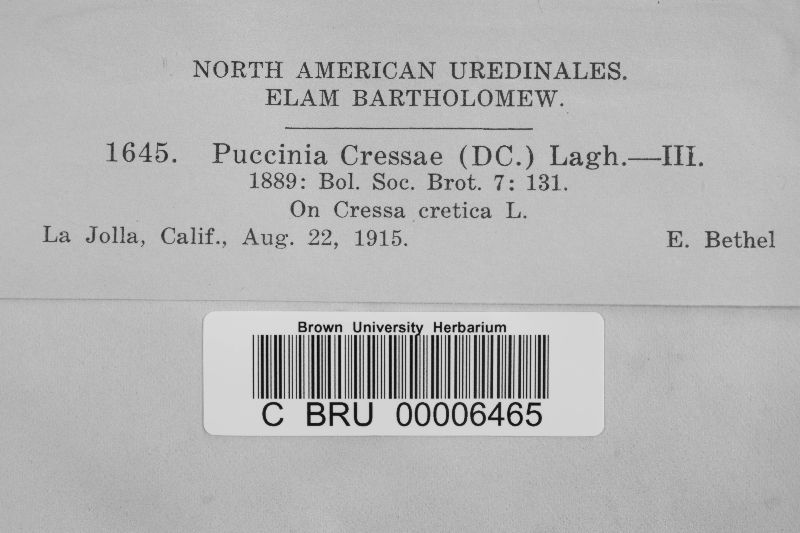 NORTH AMERICAN UREDINALES.
ELAM BARTHOLOMEW.
1645. Puccinia Cressae (DC.) Lagh.—III.
1889: Bol. Soc. Brot. 7: 131.
On Cressa cretica L.
La Jolla, Calif., Aug. 22, 1915. E. Bethel
Brown University Herbarium
C BRU 00006465